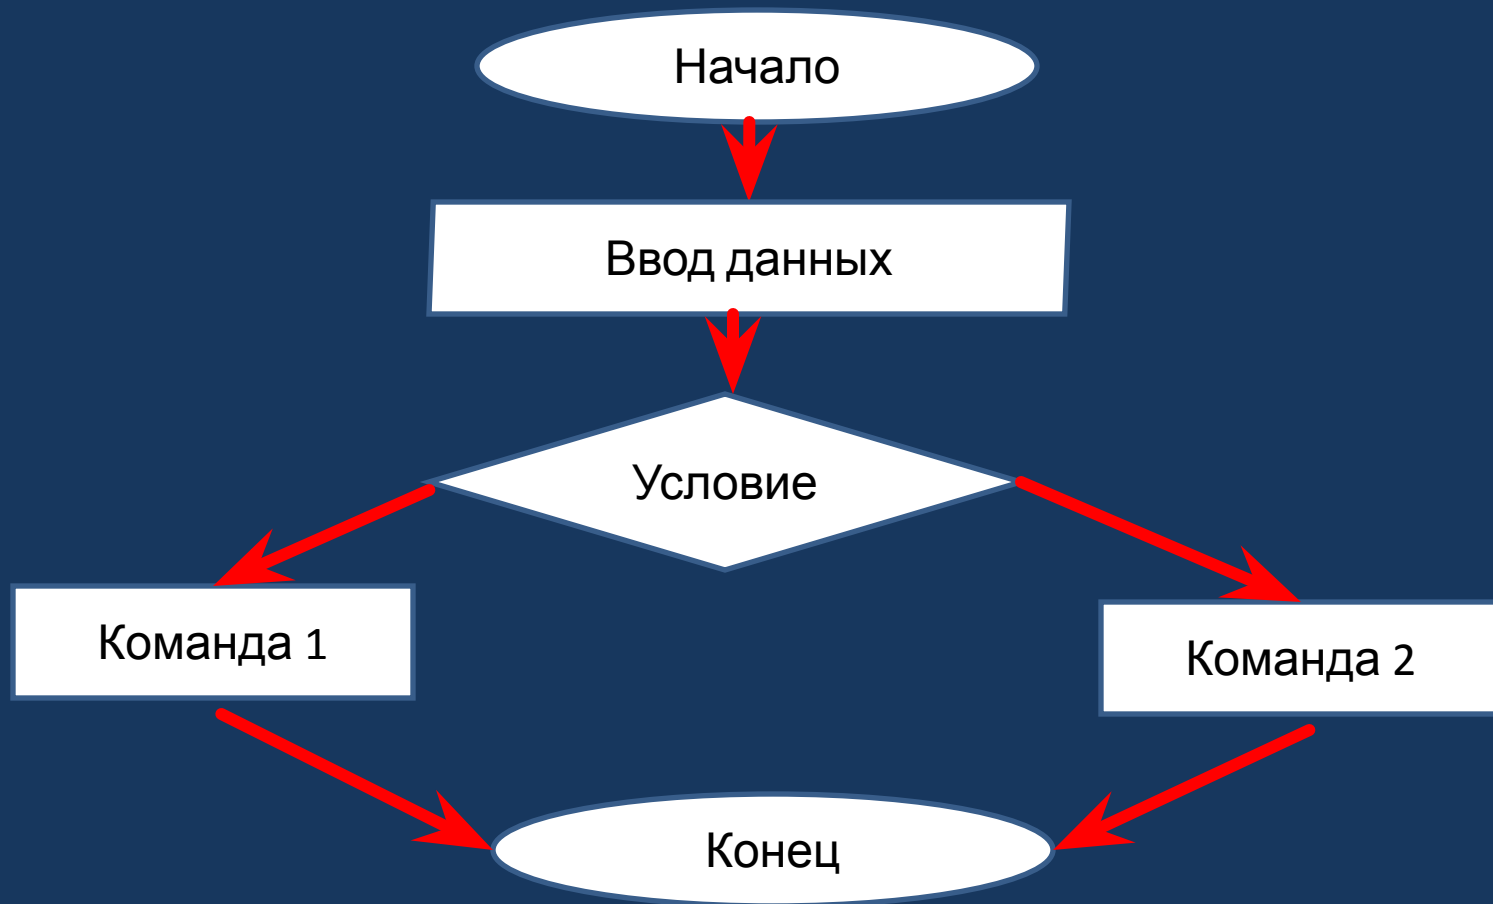 Начало
Ввод данных
Условие
Команда 1
Команда 2
Конец